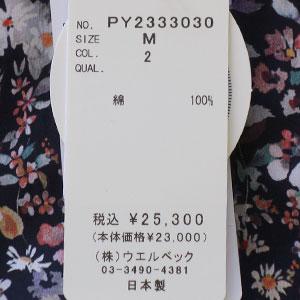 NO. PY2333030
SIZE M
COL. 2
QUAL.
綿 100%
税込 ¥25,300
(本体価格¥23,000)
(株)ウエルベック
03-3490-4381
日本製